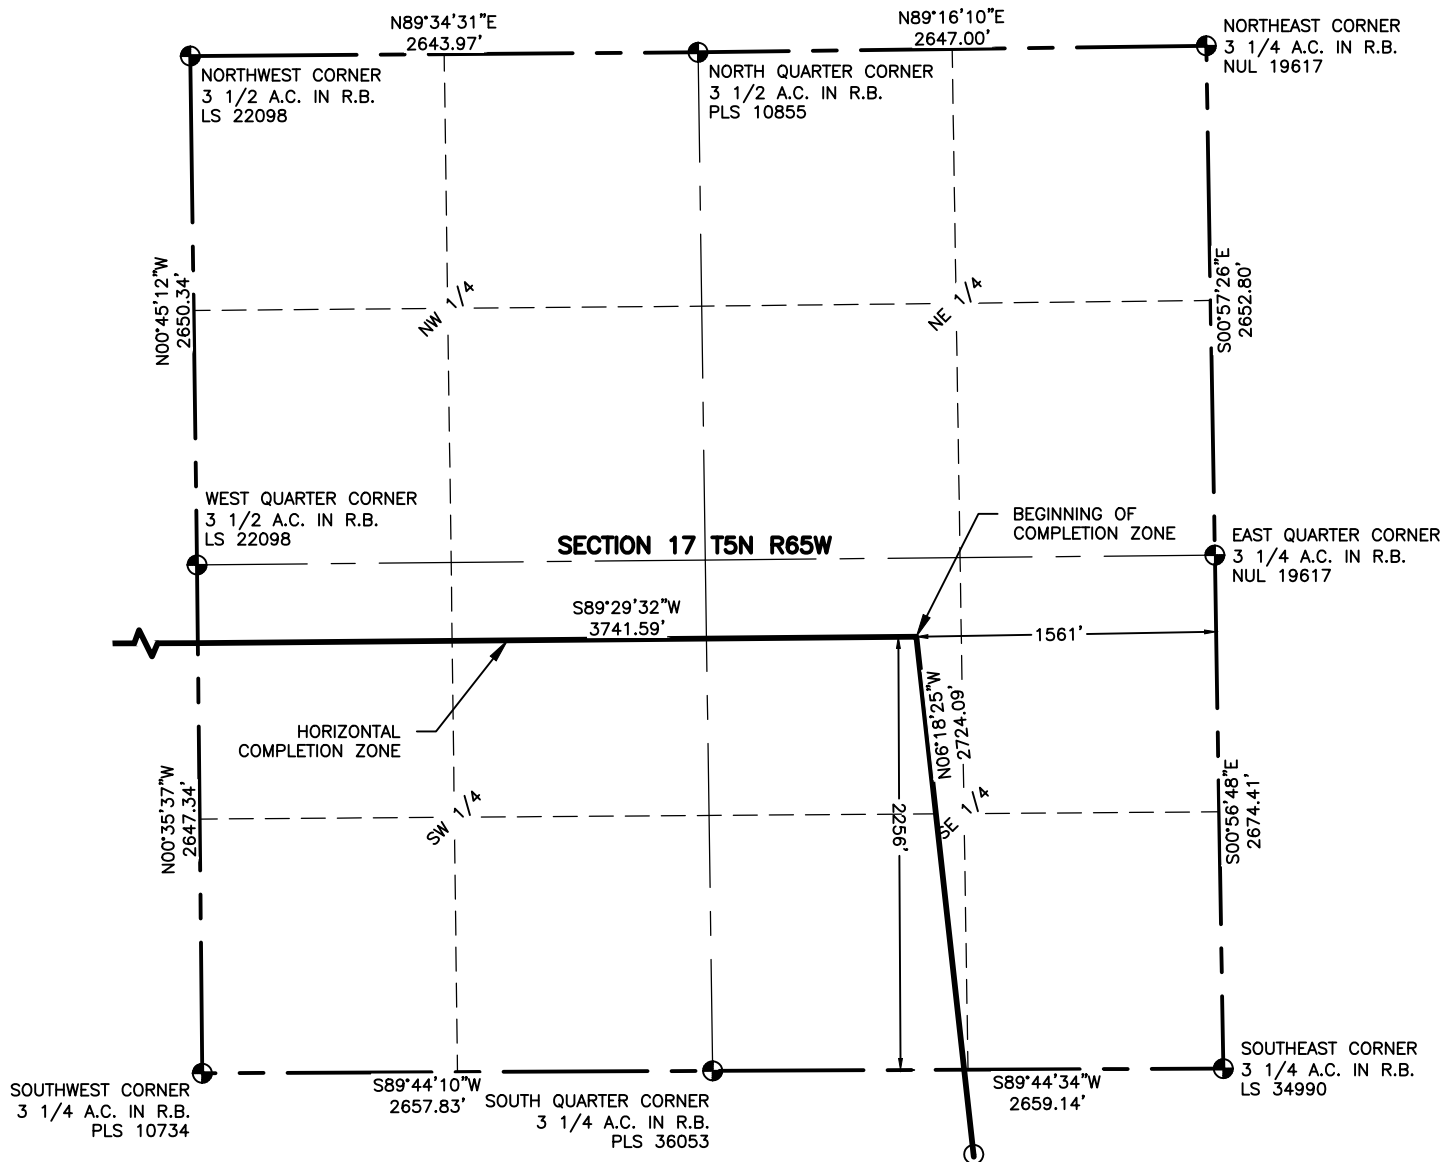 N89°34'31"E
2643.97'
N89°16'10"E
2647.00'
NORTHEAST CORNER
3 1/4 A.C. IN R.B.
NUL 19617
NORTHWEST CORNER
3 1/2 A.C. IN R.B.
LS 22098
NORTH QUARTER CORNER
3 1/2 A.C. IN R.B.
PLS 10855
N00°45'12"W
2650.34'
NW 1/4
NE 1/4
S00°57'26"E
2652.80'
WEST QUARTER CORNER
3 1/2 A.C. IN R.B.
LS 22098
SECTION 17 T5N R65W
BEGINNING OF
COMPLETION ZONE
EAST QUARTER CORNER
3 1/4 A.C. IN R.B.
NUL 19617
S89°29'32"W
3741.59'
1561'
HORIZONTAL
COMPLETION ZONE
N06°18'25"W
2724.09'
N00°35'37"W
2647.34'
SW 1/4
2256'
SE 1/4
S00°56'48"E
2674.41'
SOUTHWEST CORNER
3 1/4 A.C. IN R.B.
PLS 10734
S89°44'10"W
2657.83'
SOUTH QUARTER CORNER
3 1/4 A.C. IN R.B.
PLS 36053
S89°44'34"W
2659.14'
SOUTHEAST CORNER
3 1/4 A.C. IN R.B.
LS 34990